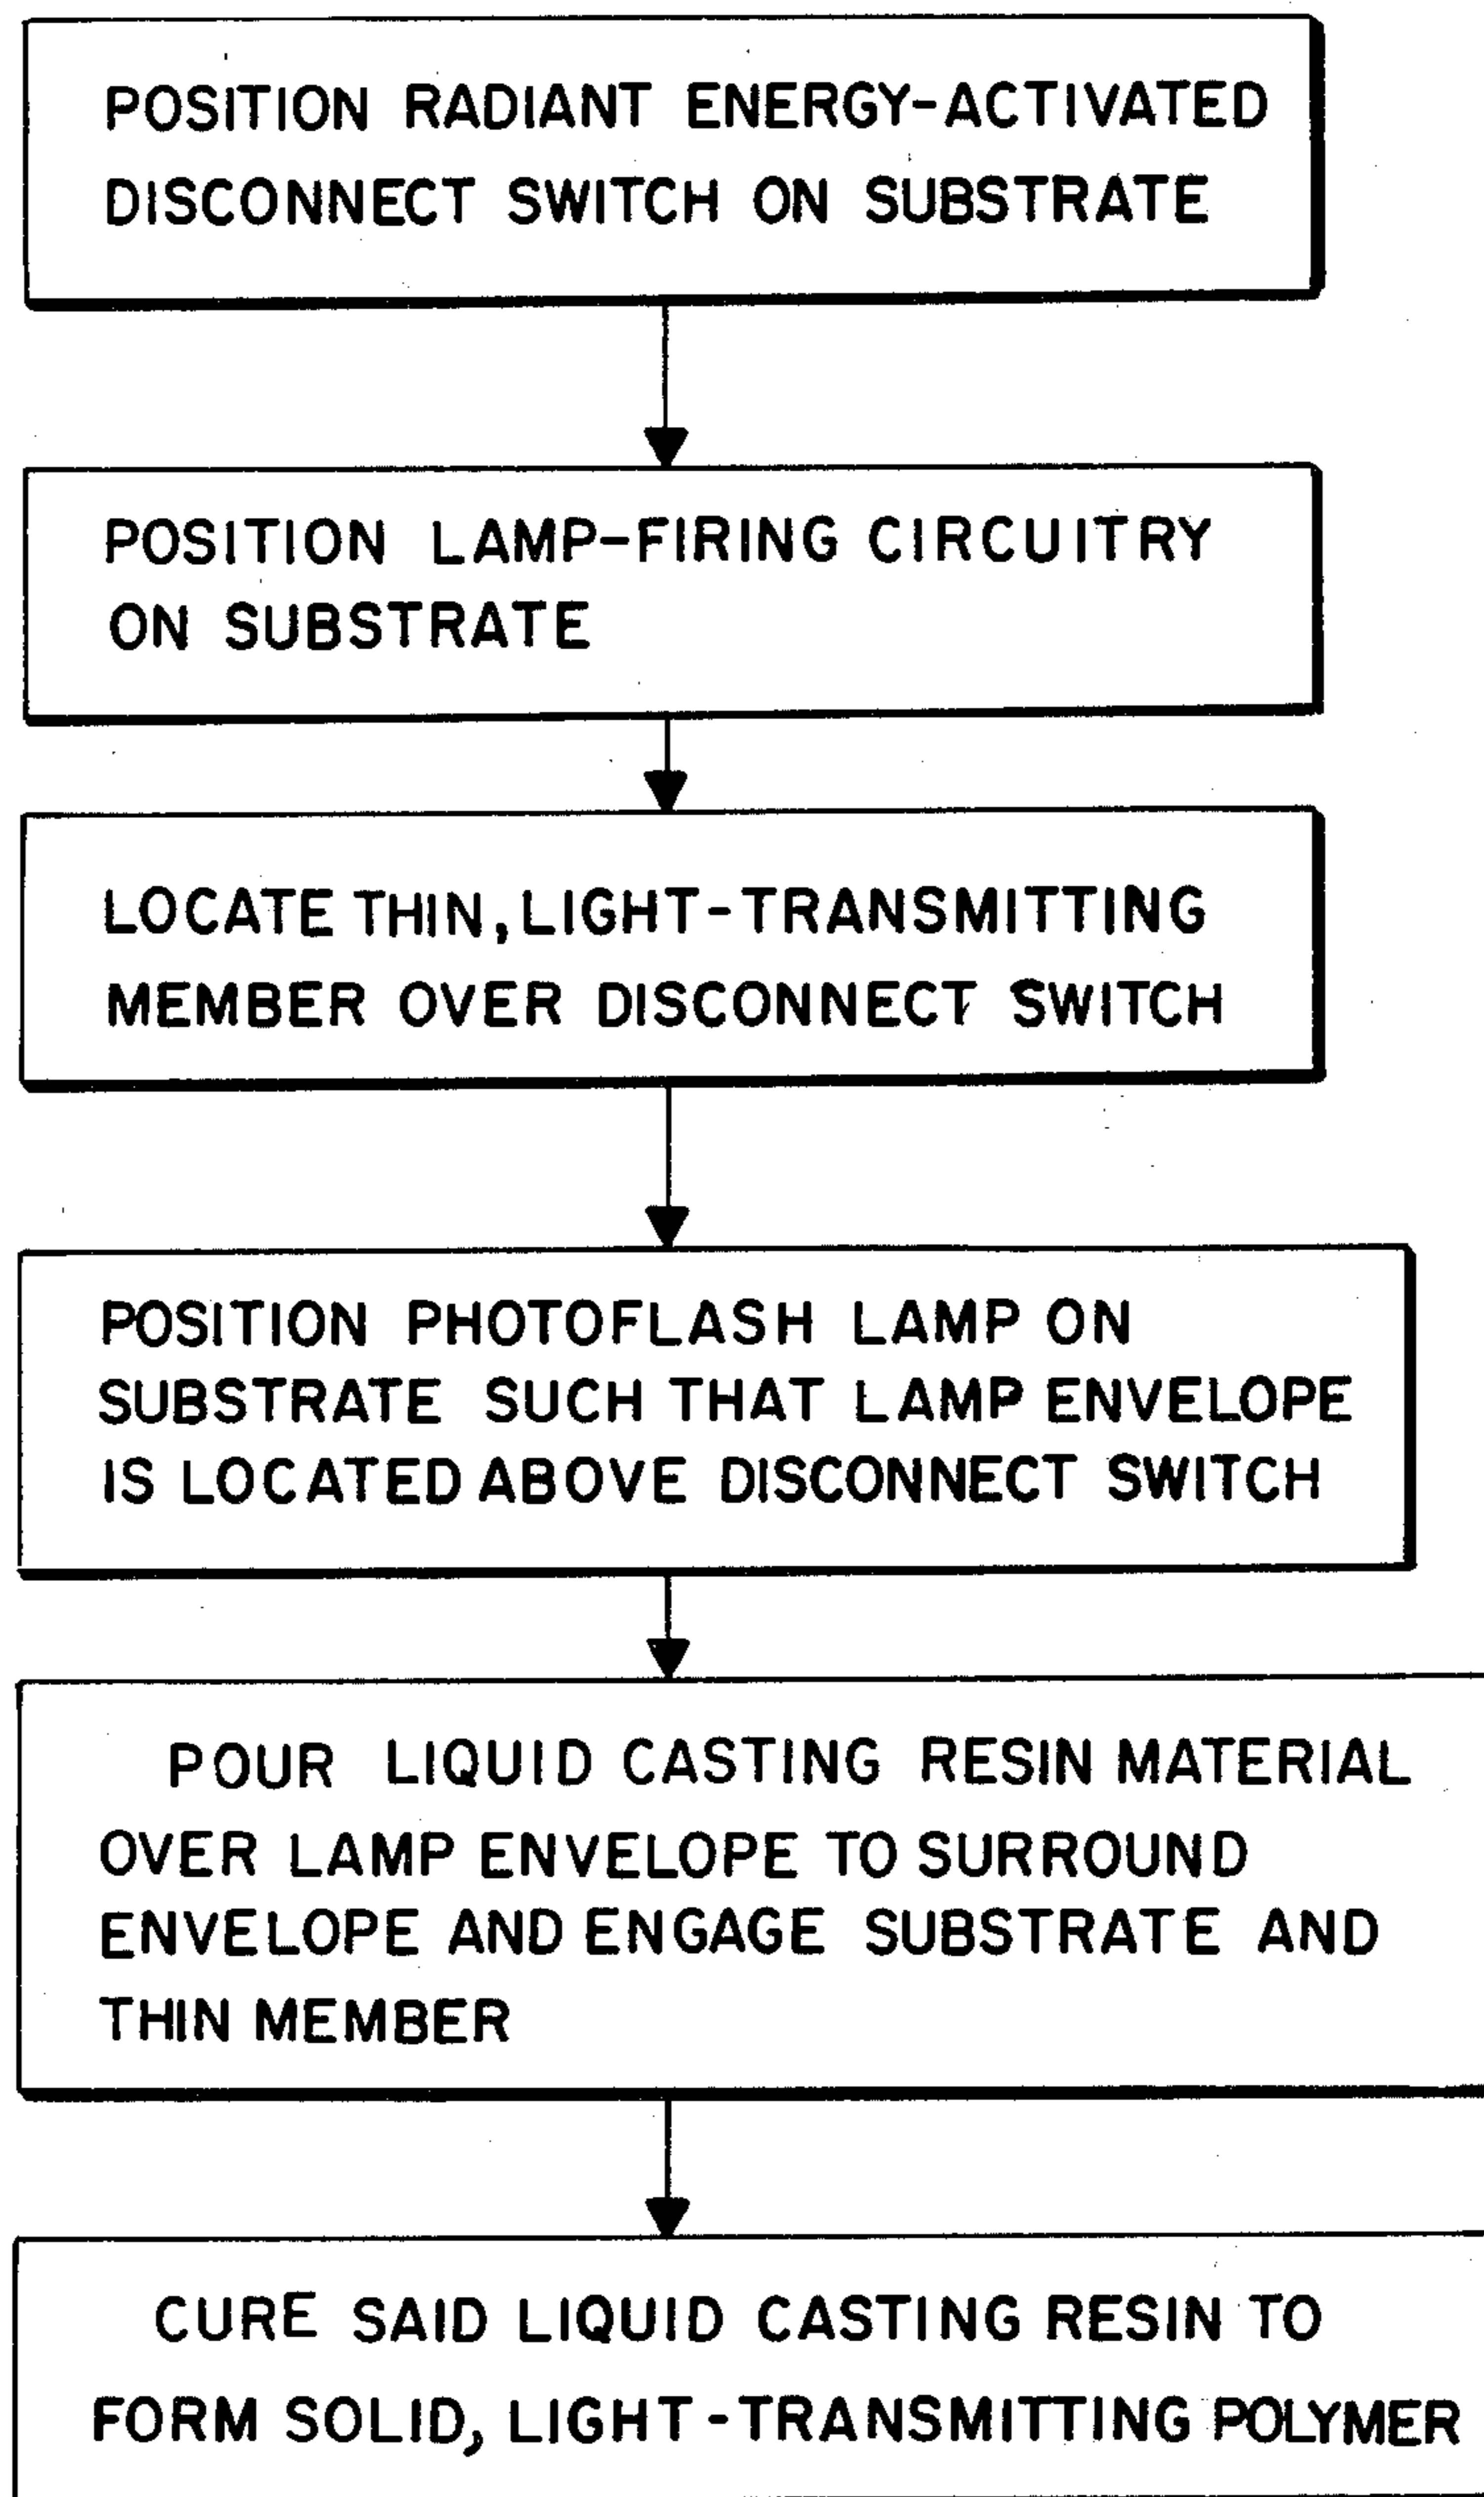 POSITION RADIANT ENERGY-ACTIVATED
DISCONNECT SWITCH ON SUBSTRATE
POSITION LAMP-FIRING CIRCUITRY
ON SUBSTRATE
LOCATE THIN, LIGHT-TRANSMITTING
MEMBER OVER DISCONNECT SWITCH
POSITION PHOTOFLASH LAMP ON
SUBSTRATE SUCH THAT LAMP ENVELOPE
IS LOCATED ABOVE DISCONNECT SWITCH
POUR LIQUID CASTING RESIN MATERIAL
OVER LAMP ENVELOPE TO SURROUND
ENVELOPE AND ENGAGE SUBSTRATE AND
THIN MEMBER
CURE SAID LIQUID CASTING RESIN TO
FORM SOLID, LIGHT-TRANSMITTING POLYMER